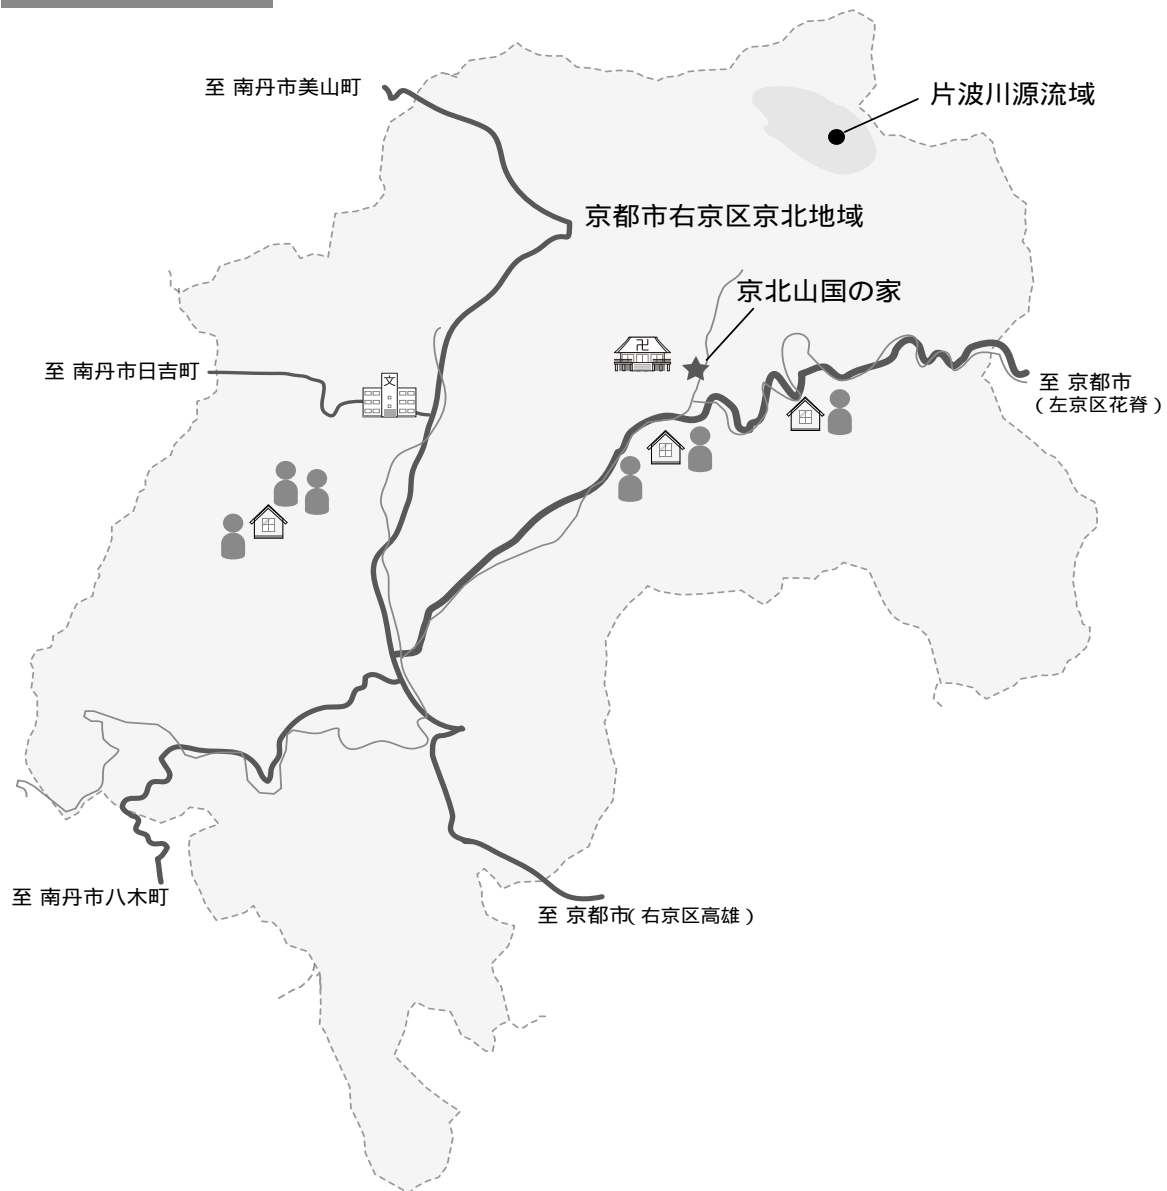 至 南丹市美山町
片波川源流域
京都市右京区京北地域
京北山国の家
卍
至 南丹市日吉町
文
至 京都市
(左京区花脊)
至 南丹市八木町
至 京都市(右京区高雄)